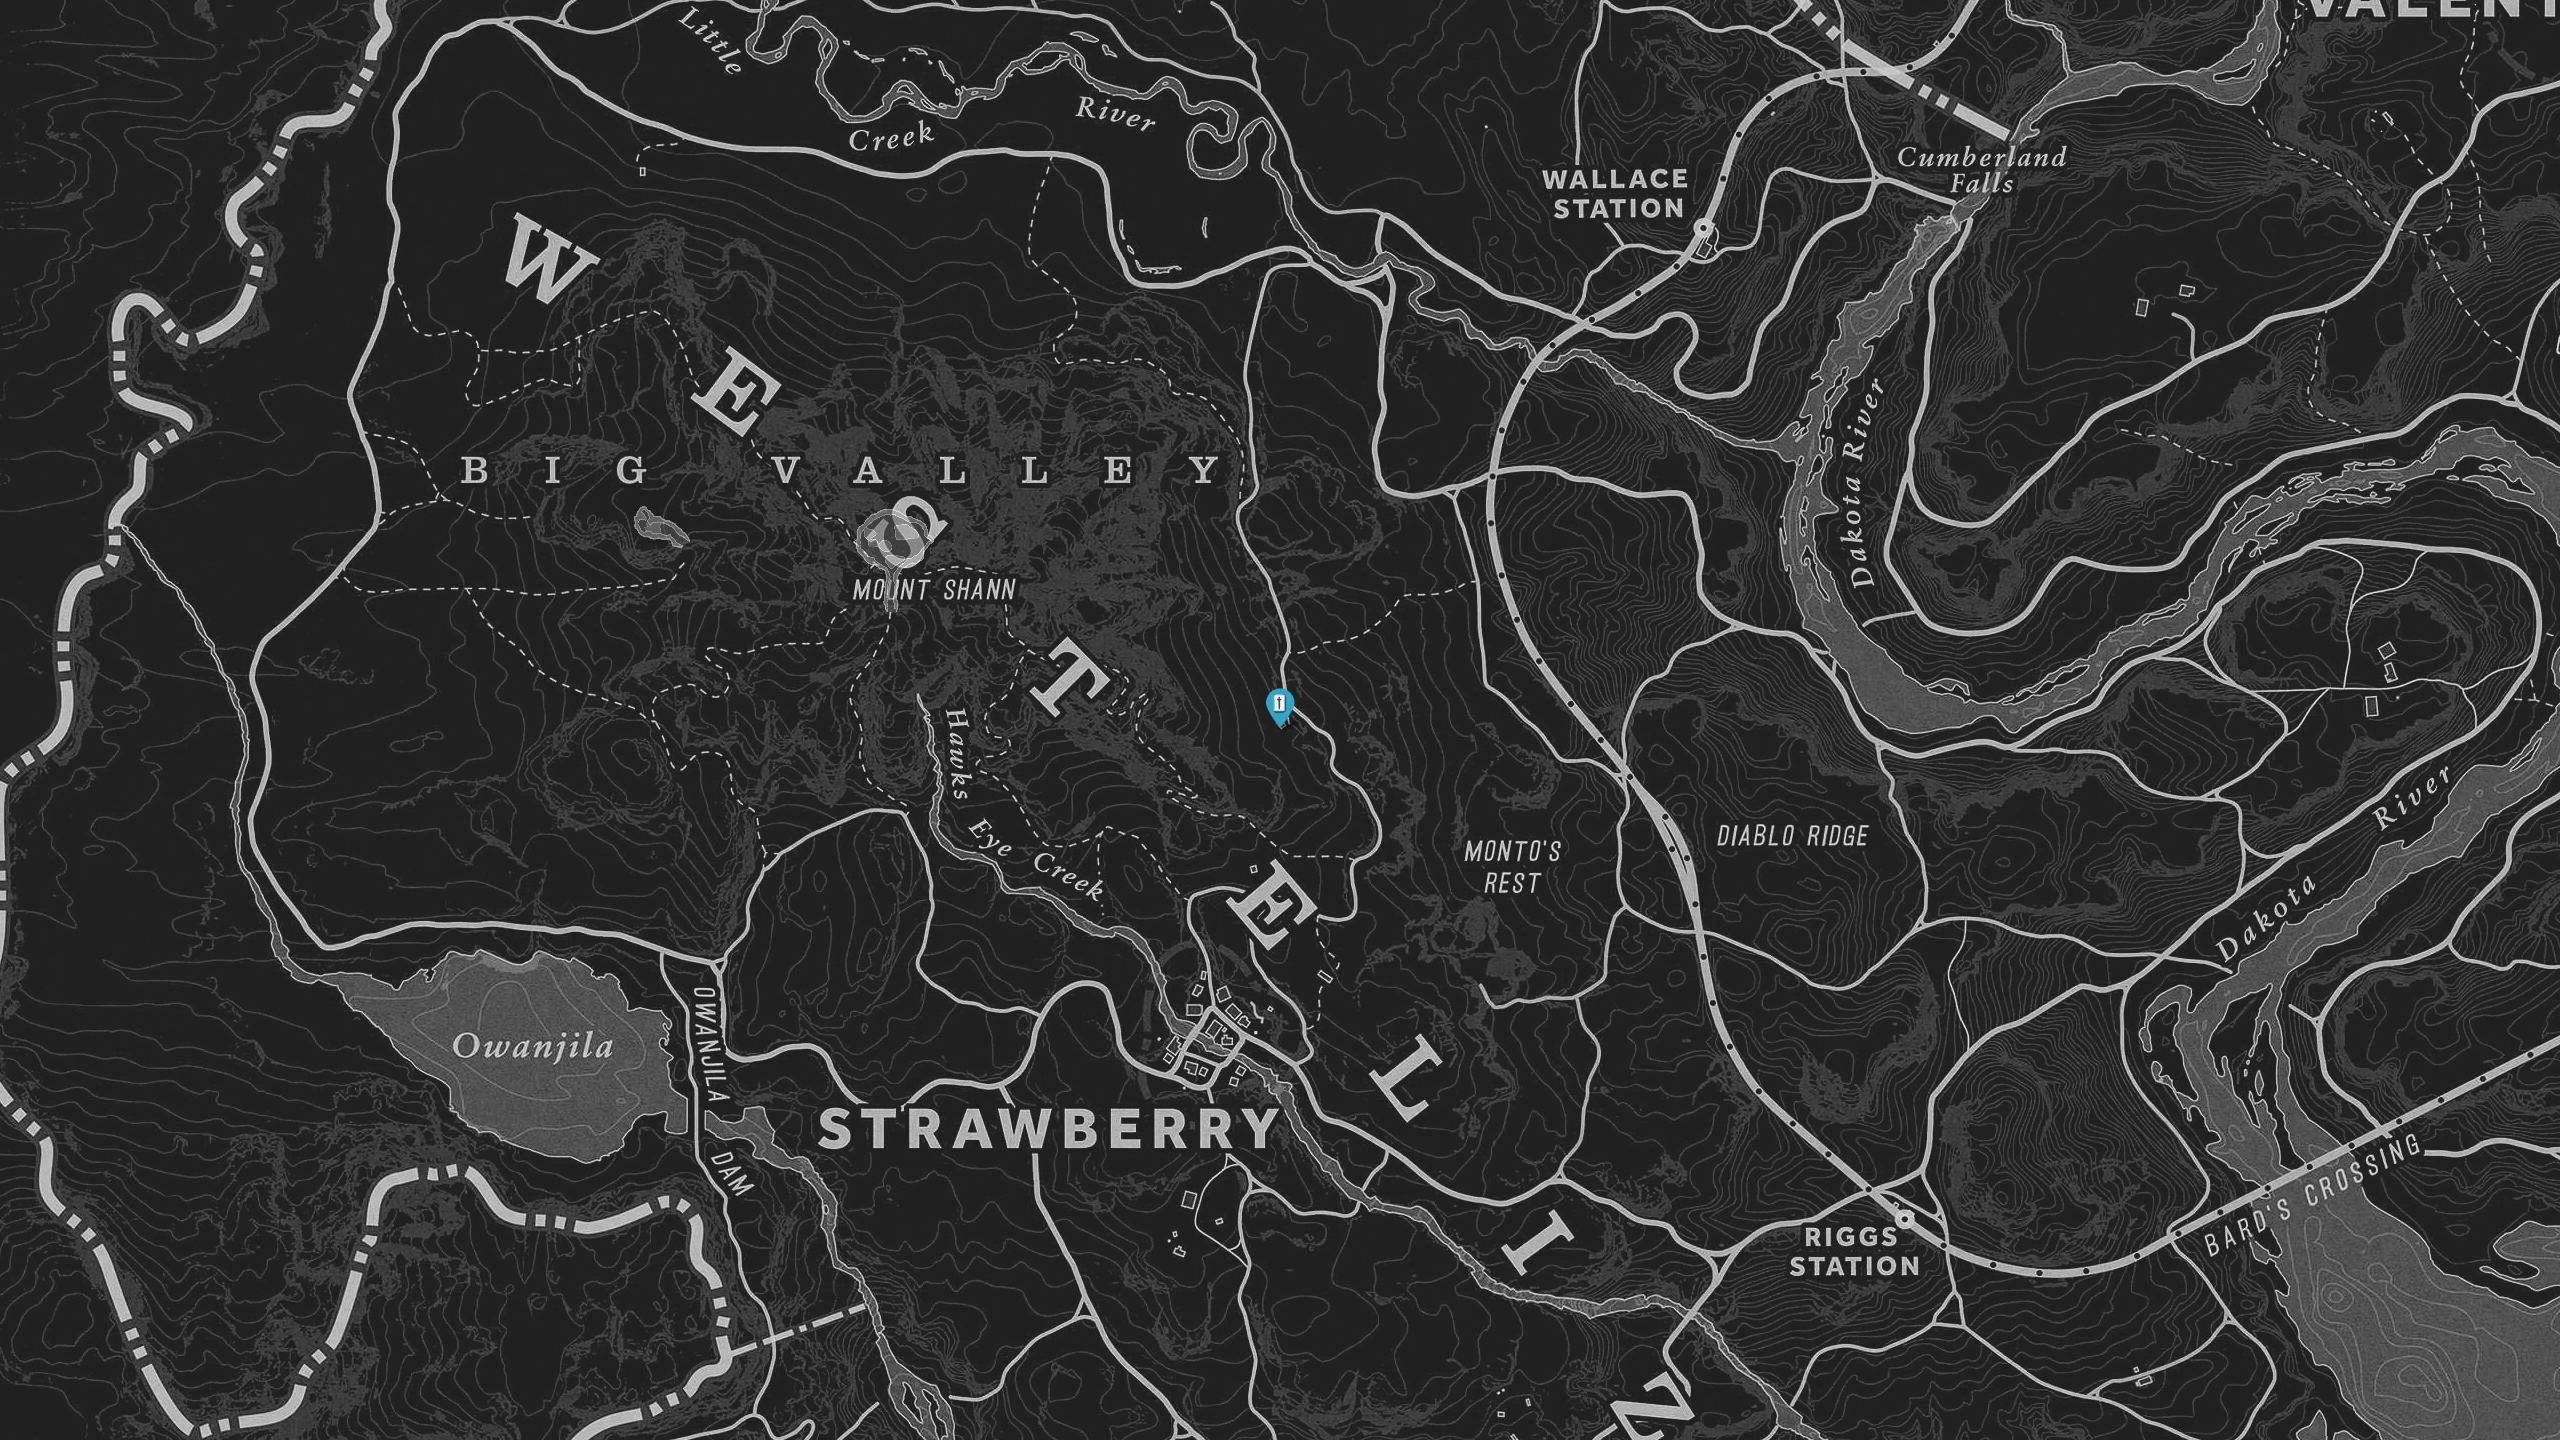 VALENT
Little
Creek
River
Cumberland
Falls
WALLACE
STATION
W
E
S
T
E
L
I
Z
BIG VALLEY
MOUNT SHANN
Dakota River
Hawks
Eye Creek
MONTO'S
REST
DIABLO RIDGE
Dakota
River
OWANJILA
DAM
Owanjila
STRAWBERRY
RIGGS
STATION
BARD'S CROSSING